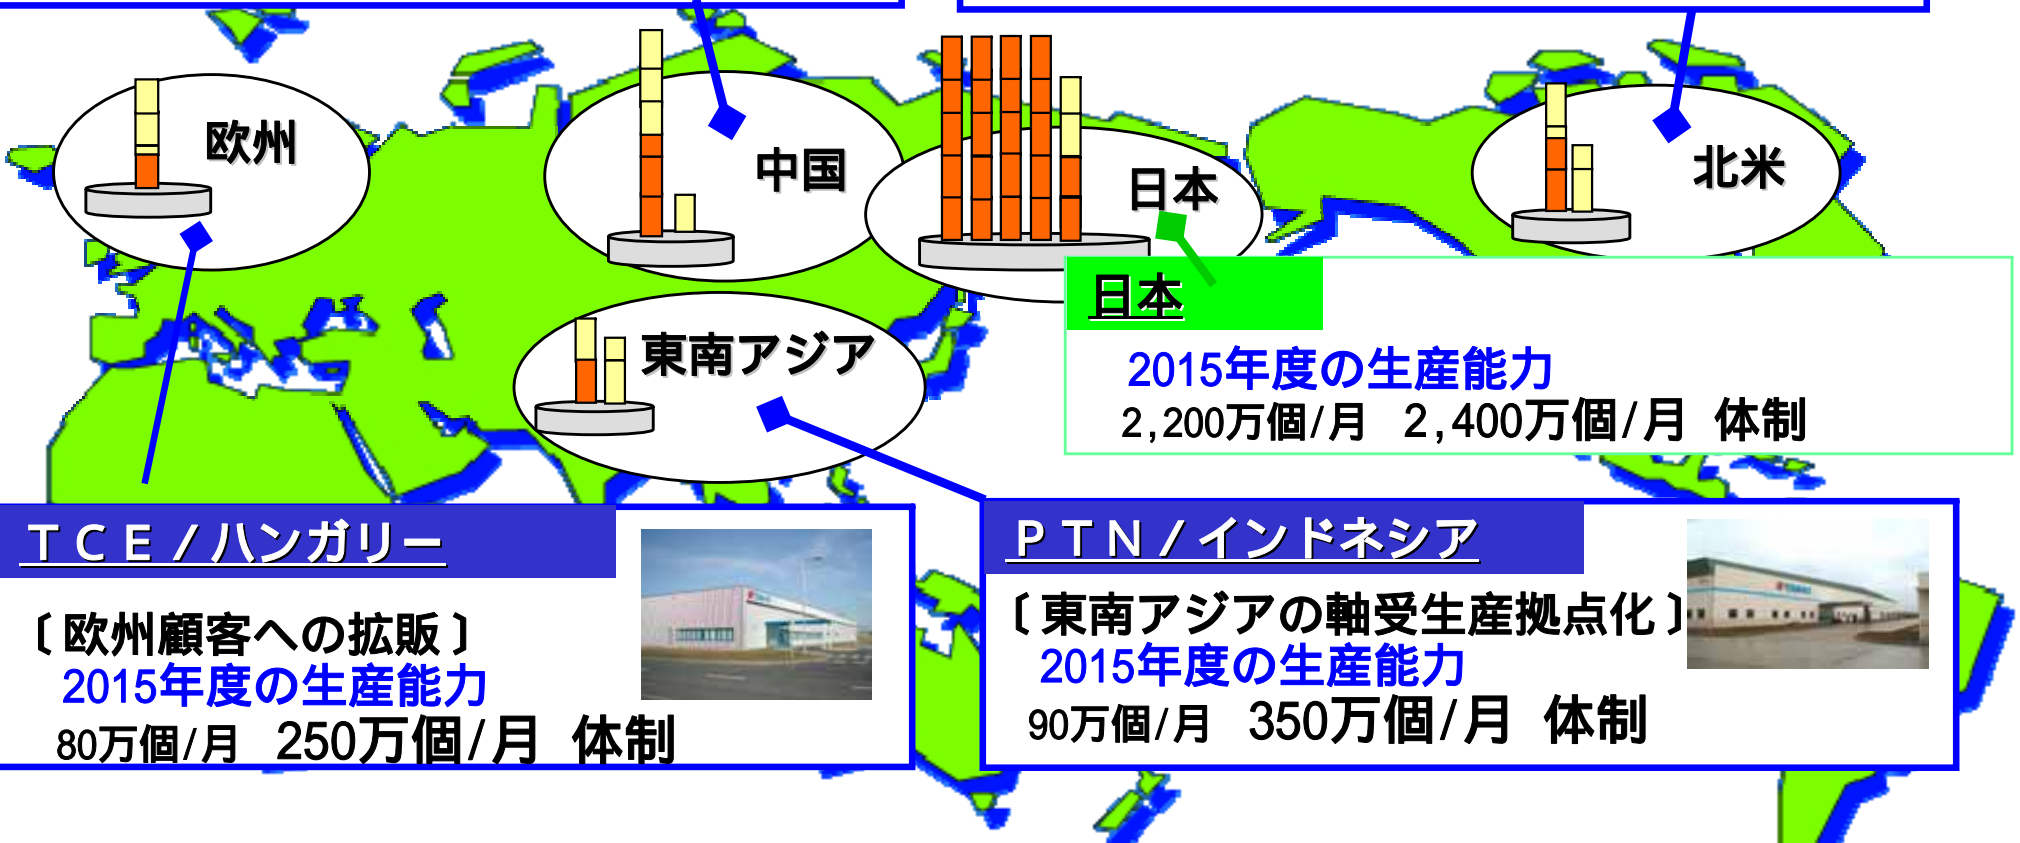 欧州
中国
日本
北米
東南アジア
日本
2015年度の生産能力
2,200万個/月 2,400万個/月 体制
ＴＣＥ/ハンガリー
〔欧州顧客への拡販〕
2015年度の生産能力
80万個/月 250万個/月 体制
ＰＴＮ/インドネシア
〔東南アジアの軸受生産拠点化〕
2015年度の生産能力
90万個/月 350万個/月 体制